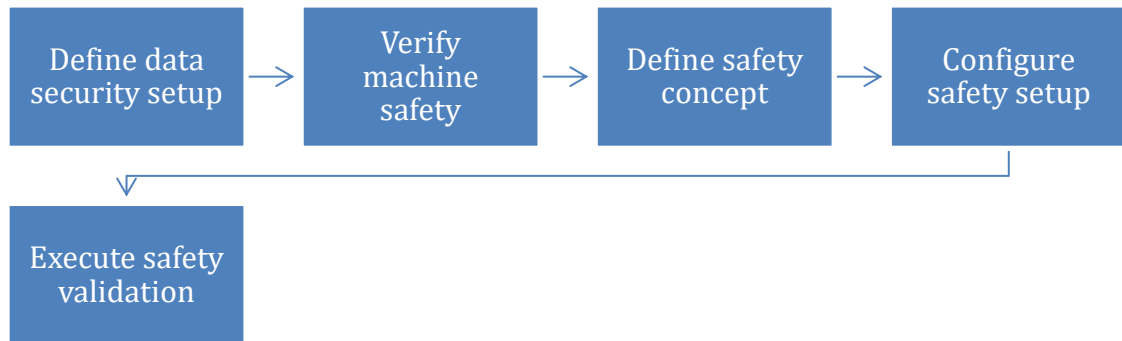 Define data
security setup
Verify
machine
safety
Define safety
concept
Configure
safety setup
Execute safety
validation